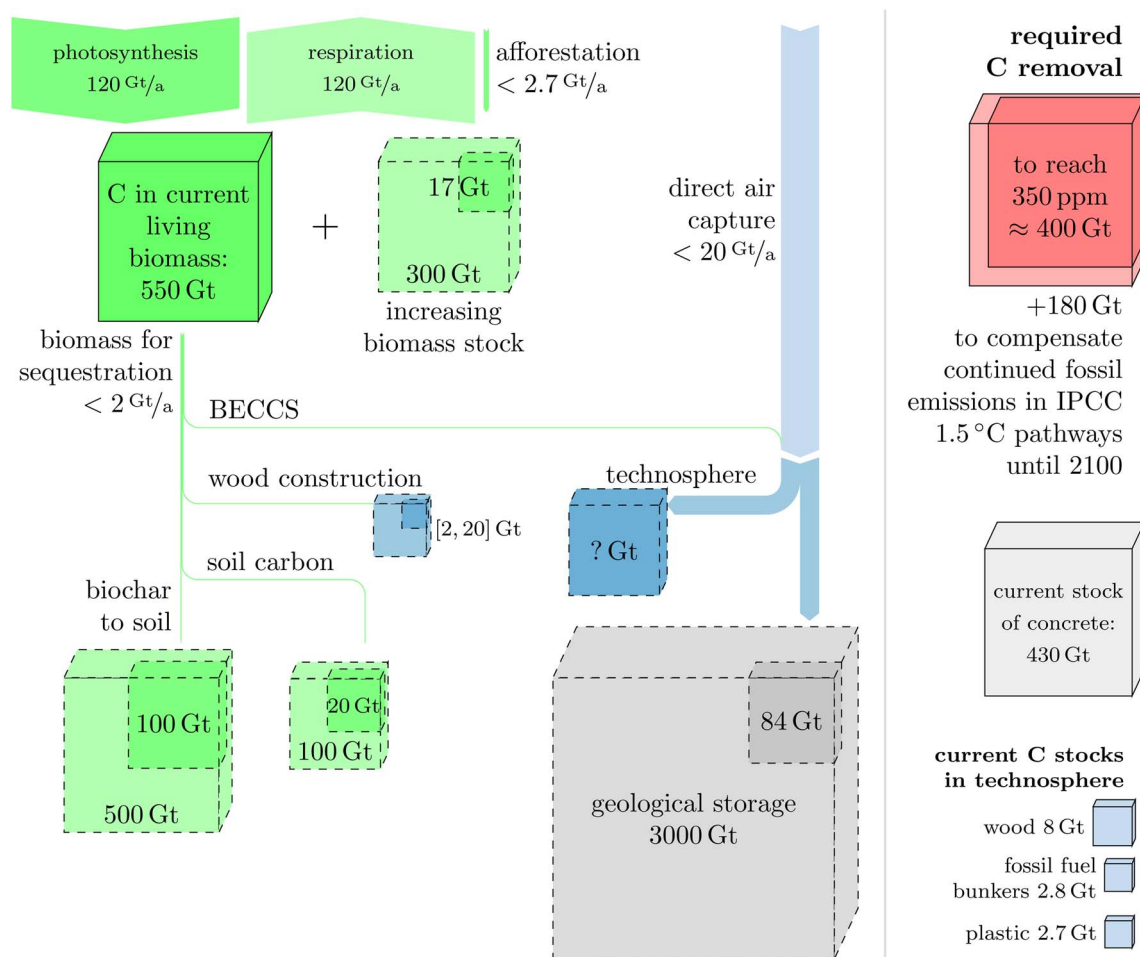 photosynthesis
120 Gt/a
respiration
120 Gt/a
afforestation
< 2.7 Gt/a
C in current
living
biomass:
550 Gt
+
17 Gt
300 Gt
increasing
biomass stock
direct air
capture
< 20 Gt/a
biomass for
sequestration
< 2 Gt/a
BECCS
wood construction
[2, 20] Gt
technosphere
? Gt
soil carbon
biochar
to soil
100 Gt
500 Gt
20 Gt
100 Gt
84 Gt
geological storage
3000 Gt
required
C removal
to reach
350 ppm
≈ 400 Gt
+180 Gt
to compensate
continued fossil
emissions in IPCC
1.5 °C pathways
until 2100
current stock
of concrete:
430 Gt
current C stocks
in technosphere
wood 8 Gt
fossil fuel
bunkers 2.8 Gt
plastic 2.7 Gt